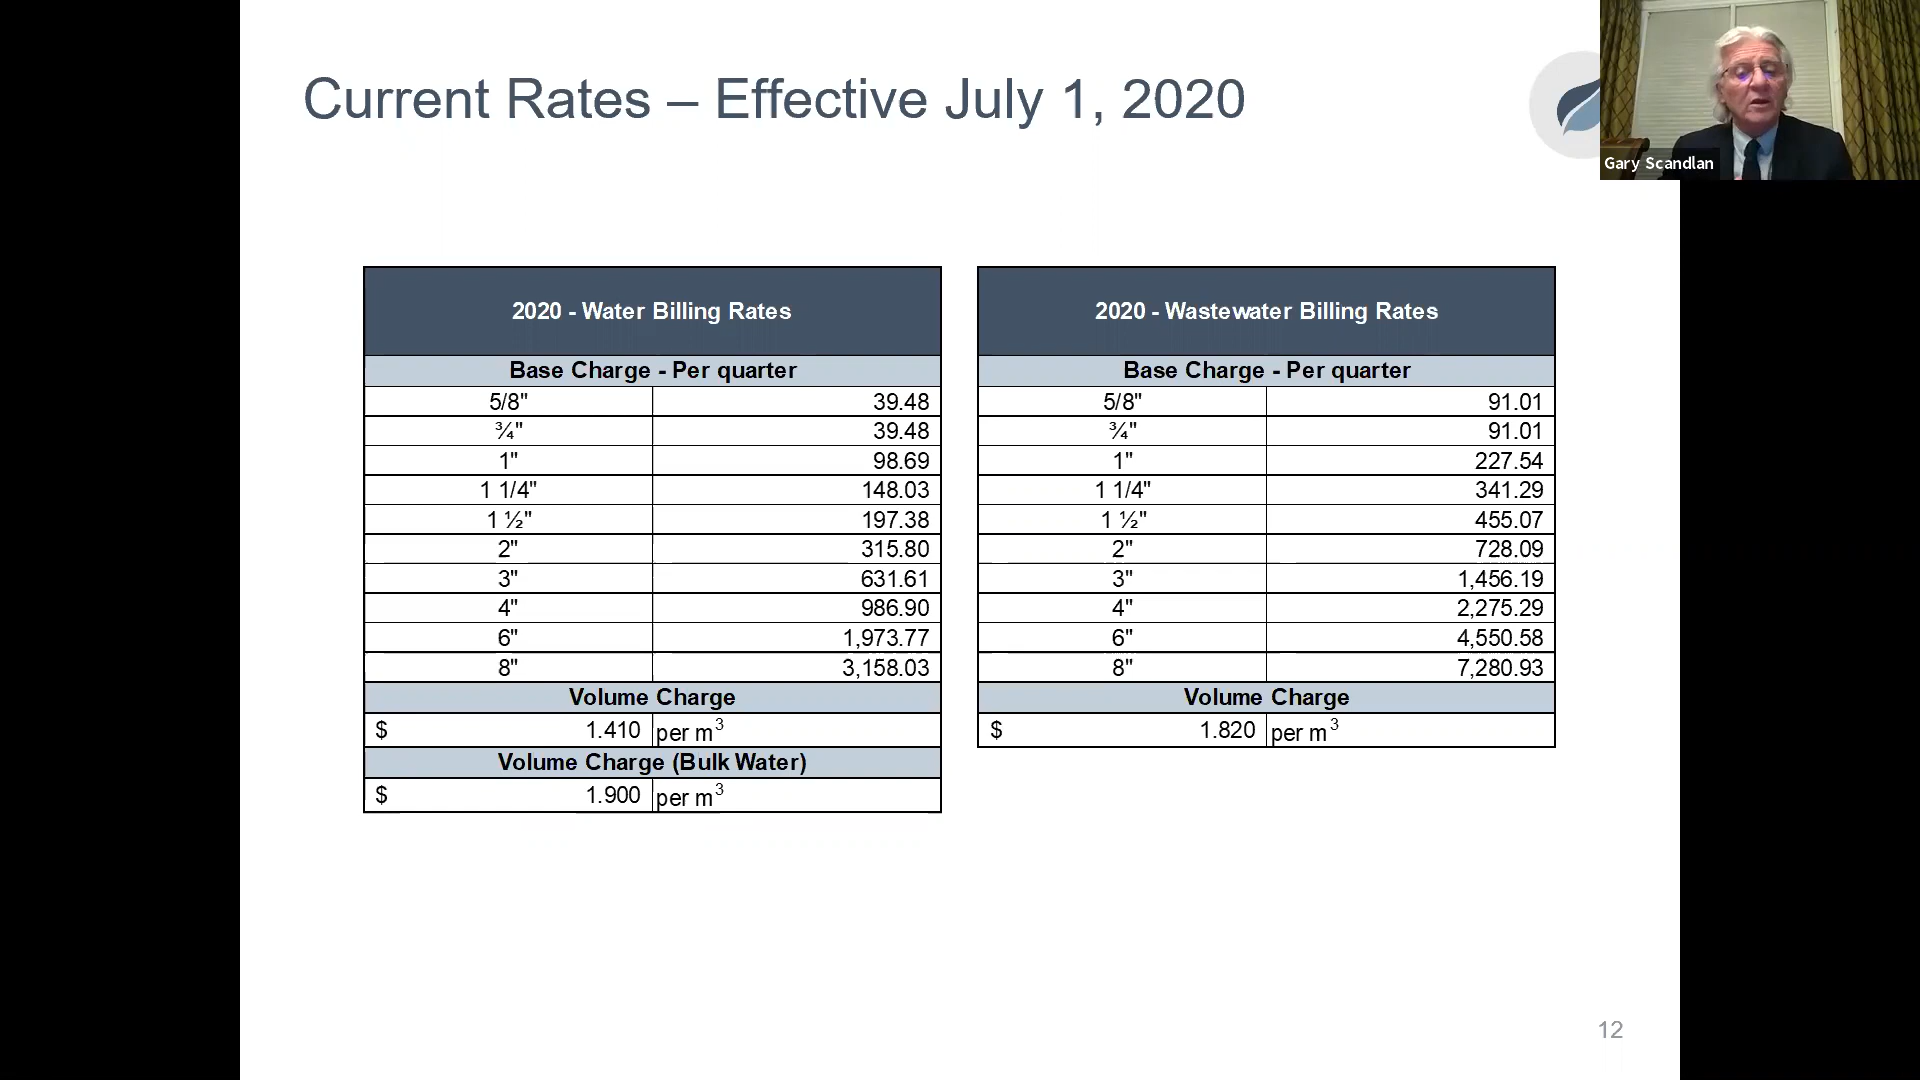 Current Rates – Effective July 1, 2020
Gary Scandlan
2020 - Water Billing Rates
Base Charge - Per quarter
5/8" 39.48
¾" 39.48
1" 98.69
1 1/4" 148.03
1 ½" 197.38
2" 315.80
3" 631.61
4" 986.90
6" 1,973.77
8" 3,158.03
Volume Charge
$ 1.410 per m³
Volume Charge (Bulk Water)
$ 1.900 per m³
2020 - Wastewater Billing Rates
Base Charge - Per quarter
5/8" 91.01
¾" 91.01
1" 227.54
1 1/4" 341.29
1 ½" 455.07
2" 728.09
3" 1,456.19
4" 2,275.29
6" 4,550.58
8" 7,280.93
Volume Charge
$ 1.820 per m³
12